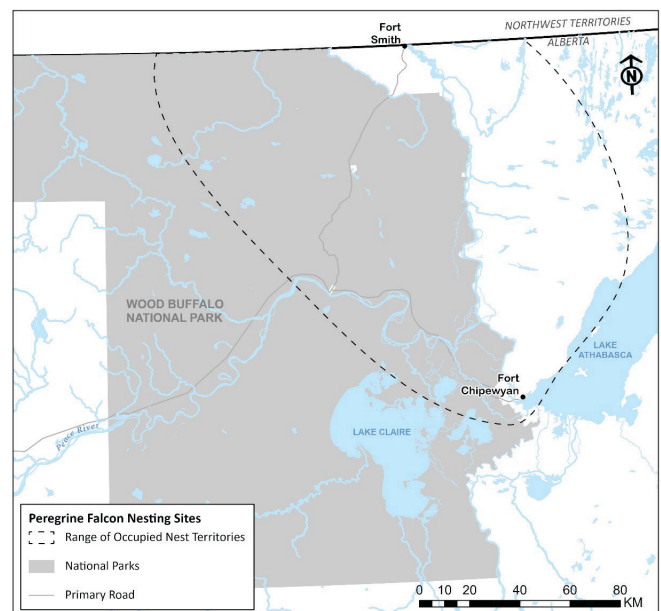 Fort
Smith
NORTHWEST TERRITORIES
ALBERTA
N
WOOD BUFFALO
NATIONAL PARK
LAKE
ATHABASCA
Fort
Chipewyan
LAKE CLAIRE
Peace River
Peregrine Falcon Nesting Sites
Range of Occupied Nest Territories
National Parks
Primary Road
0 10 20 40 60 80
KM